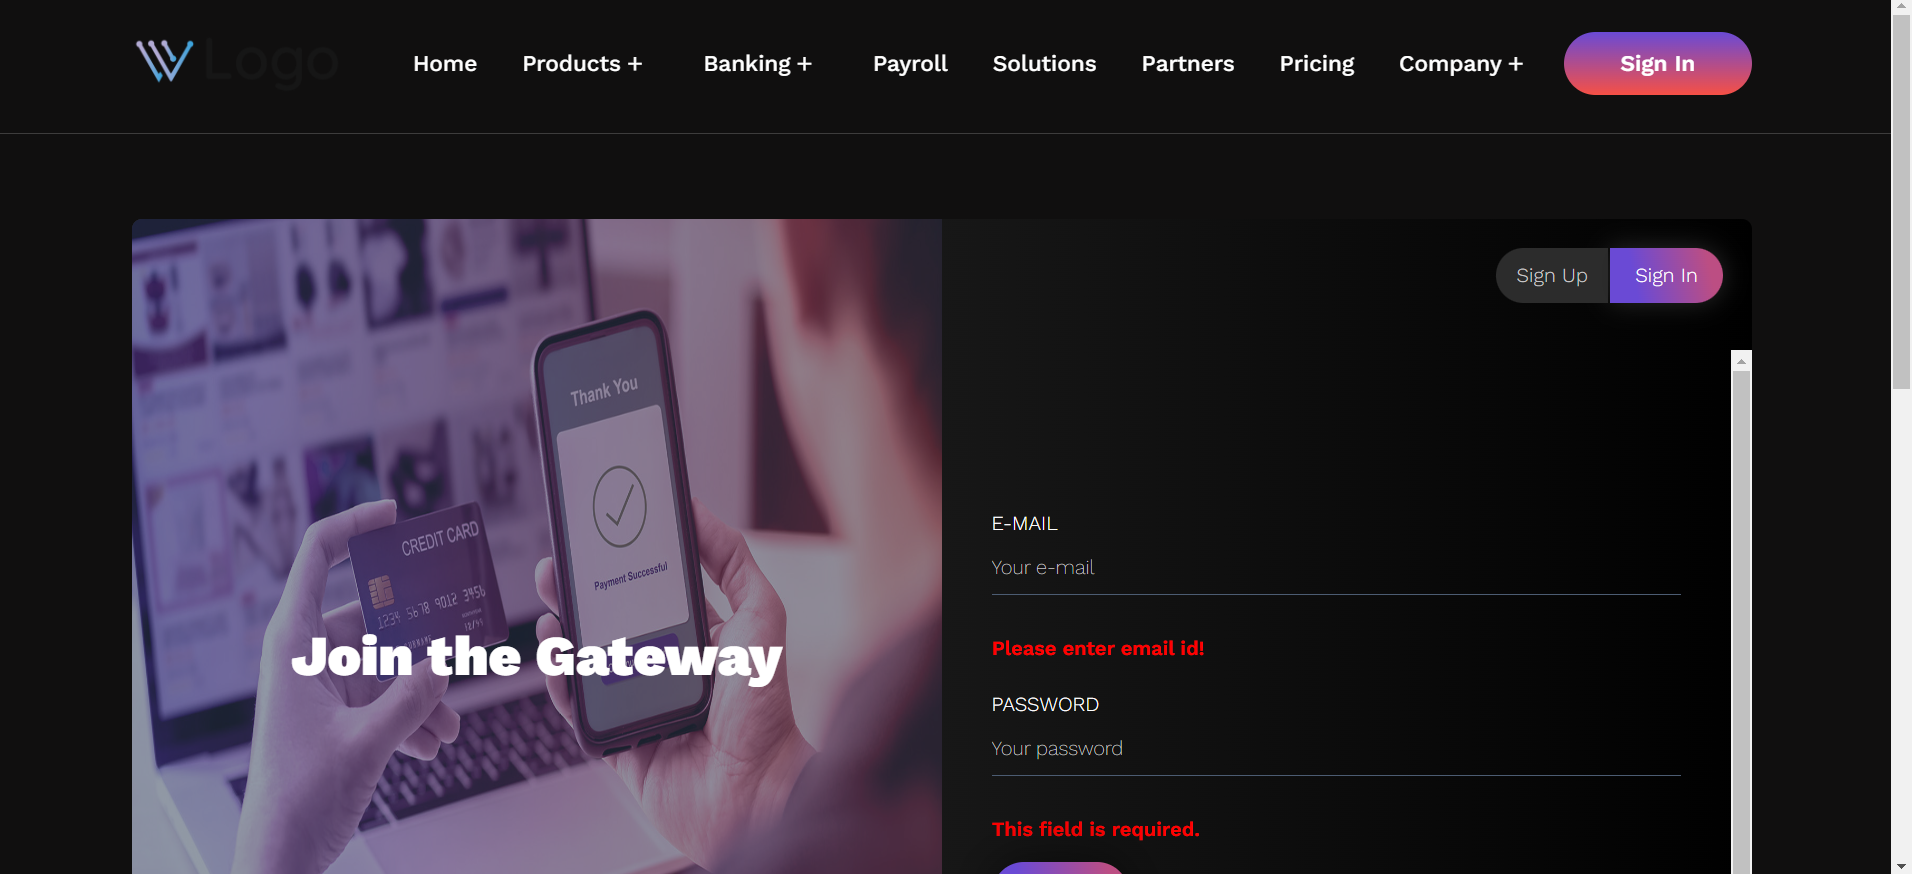 Logo
Home
Products +
Banking +
Payroll
Solutions
Partners
Pricing
Company +
Sign In
Sign Up
Sign In
Thank You
Payment Successful
CREDIT CARD
1234 5678 9012 3456
Join the Gateway
E-MAIL
Your e-mail
Please enter email id!
PASSWORD
Your password
This field is required.